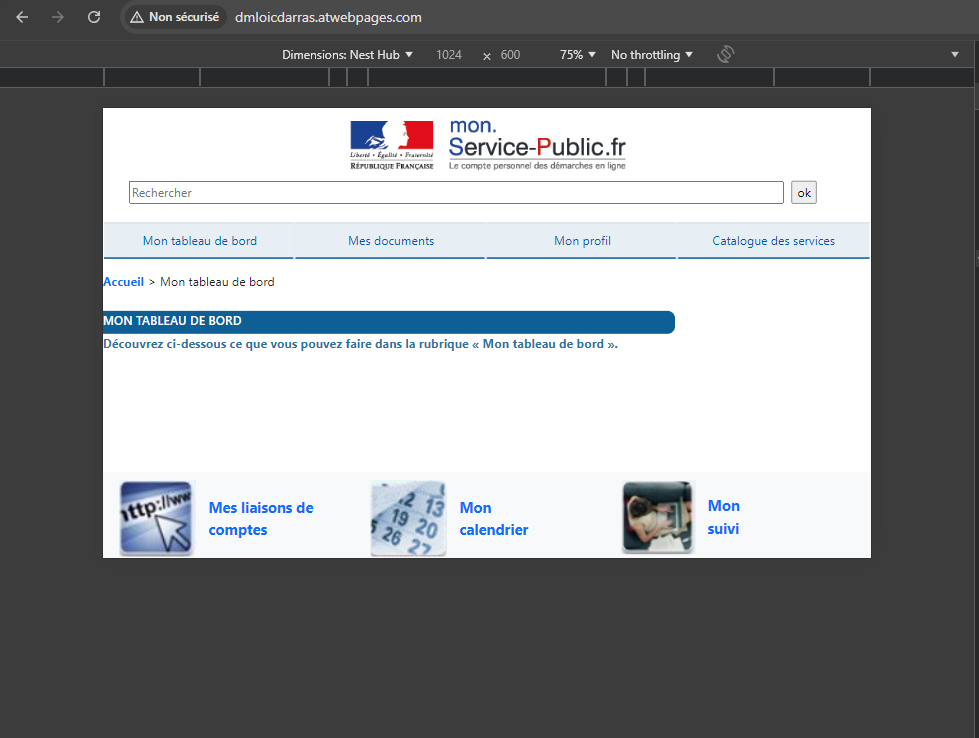 Non sécurisé dmloicdarras.atwebpages.com
Dimensions: Nest Hub 1024 × 600 75% No throttling
Liberté • Égalité • Fraternité
RÉPUBLIQUE FRANÇAISE
mon.
Service-Public.fr
Le compte personnel des démarches en ligne
Rechercher ok
Mon tableau de bord Mes documents Mon profil Catalogue des services
Accueil > Mon tableau de bord
MON TABLEAU DE BORD
Découvrez ci-dessous ce que vous pouvez faire dans la rubrique « Mon tableau de bord ».
http://ww
Mes liaisons de
comptes
2 13
19 20
26 27
Mon
calendrier
Mon
suivi